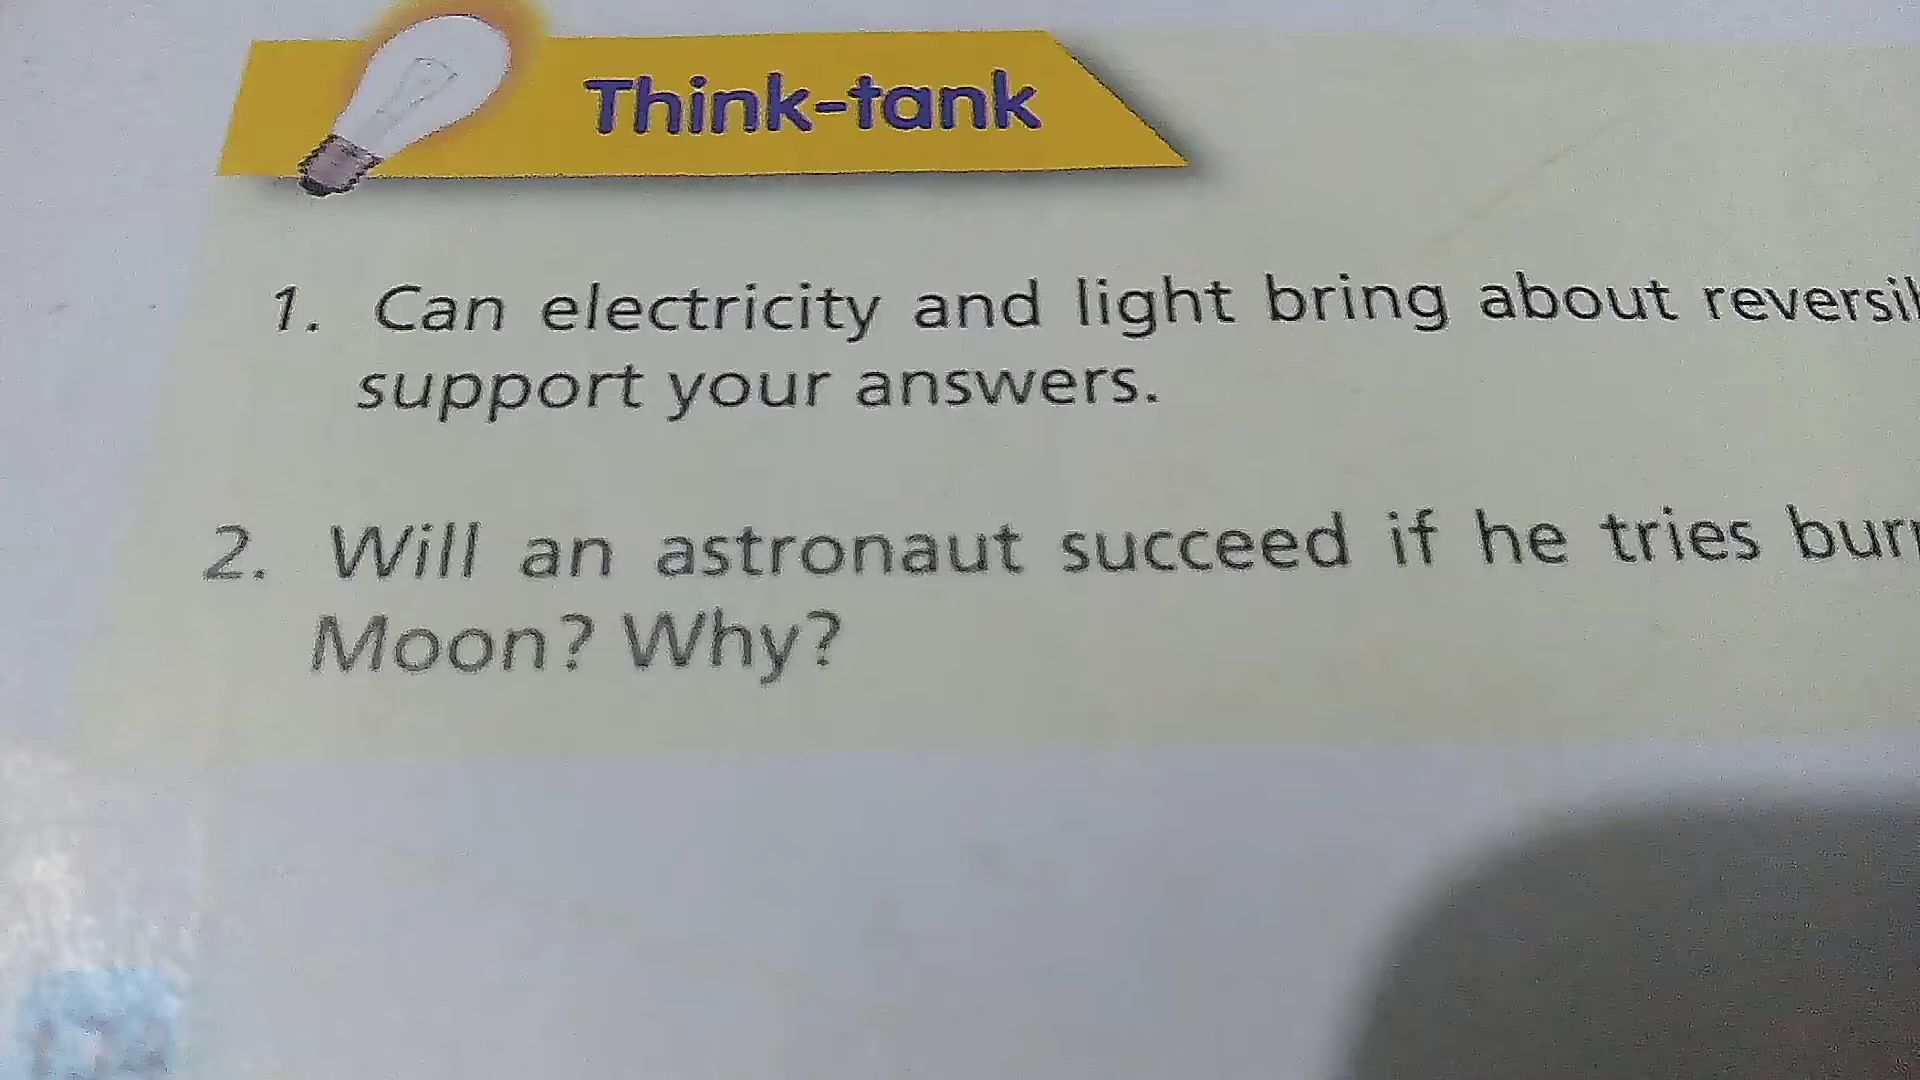 Think-tank
1. Can electricity and light bring about
support your answers.
2. Will an astronaut succeed if he tries
Moon? Why?